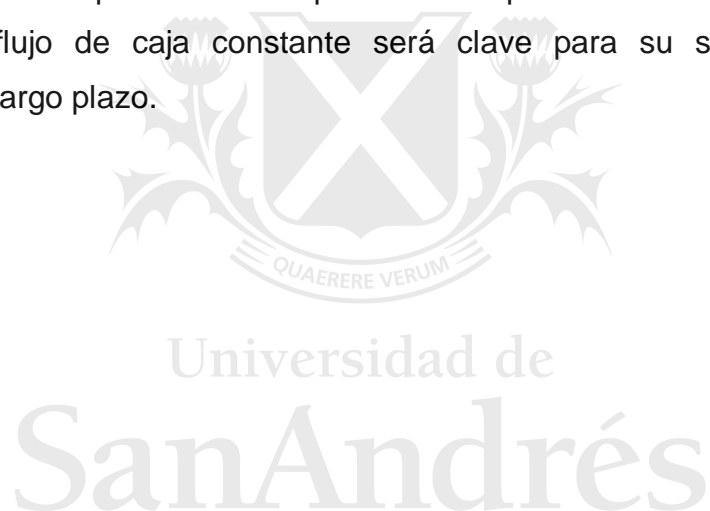 flujo de caja constante será clave para su s
argo plazo.
QUAERERE VERUM
Universidad de
SanAndrés